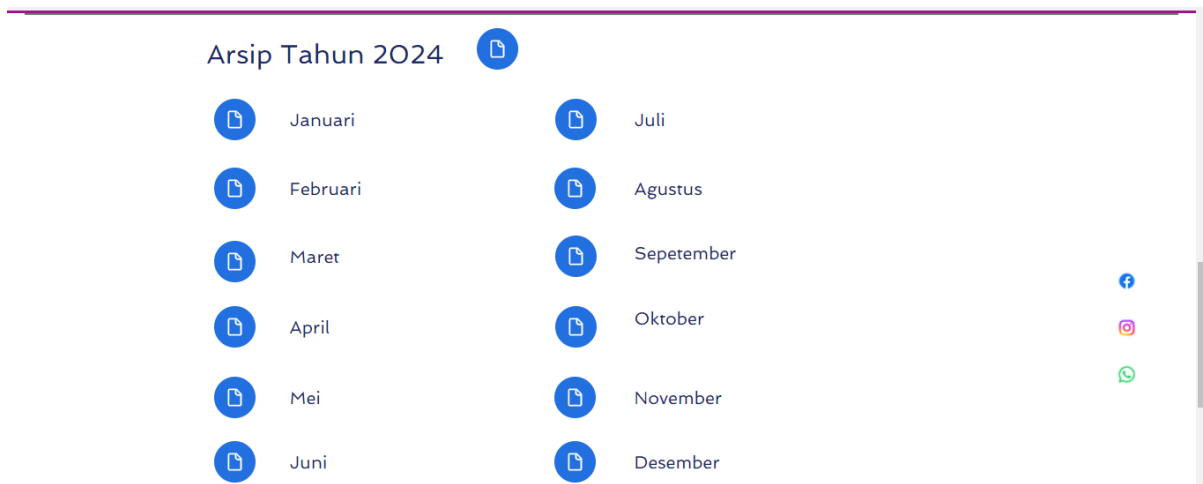 Arsip Tahun 2024
Januari
Februari
Maret
April
Mei
Juni
Juli
Agustus
Sepetember
Oktober
November
Desember